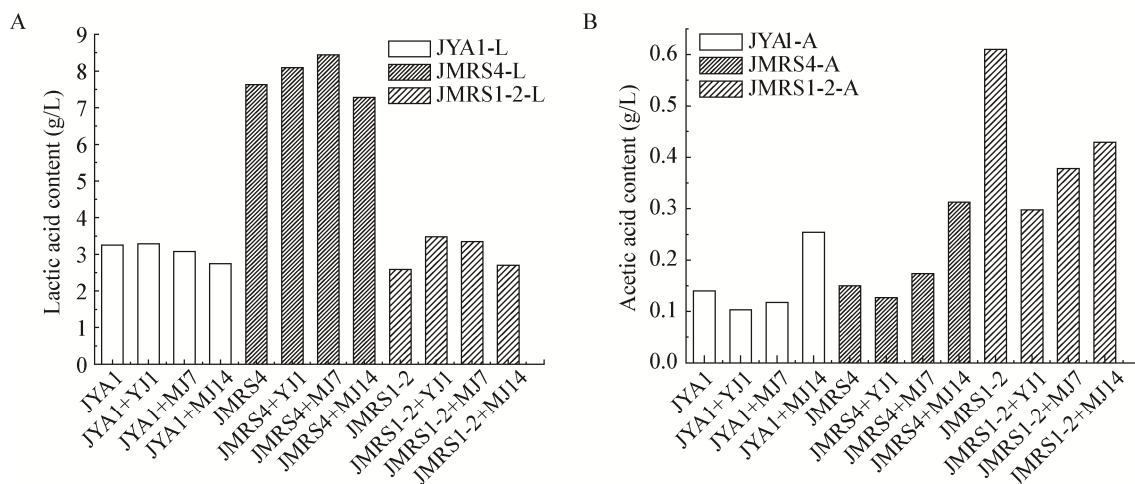 A
Lactic acid content (g/L)
9
8
7
6
5
4
3
2
1
0
JYA1-L
JMRS4-L
JMRS1-2-L
JYA1
JYA1+YJ1
JYA1+MJ7
JYA1+MJ14
JMRS4
JMRS4+YJ1
JMRS4+MJ7
JMRS4+MJ14
JMRS1-2
JMRS1-2+YJ1
JMRS1-2+MJ7
JMRS1-2+MJ14
B
Acetic acid content (g/L)
0.6
0.5
0.4
0.3
0.2
0.1
0.0
JYA1-A
JMRS4-A
JMRS1-2-A
JYA1
JYA1+YJ1
JYA1+MJ7
JYA1+MJ14
JMRS4
JMRS4+YJ1
JMRS4+MJ7
JMRS4+MJ14
JMRS1-2
JMRS1-2+YJ1
JMRS1-2+MJ7
JMRS1-2+MJ14